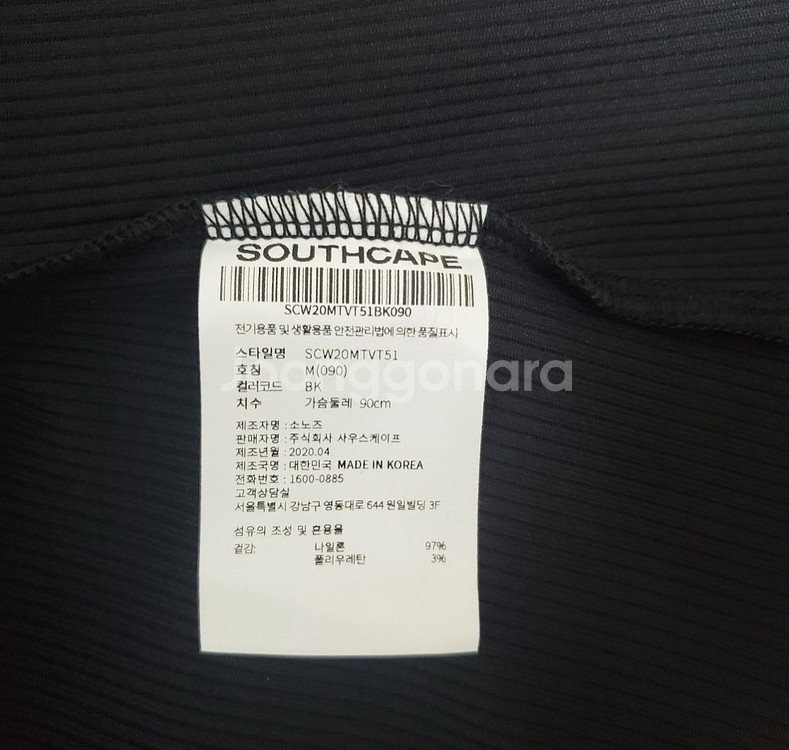 SOUTHCAPE
SCW20MTVT51BK090
전기용품 및 생활용품 안전관리법에 의한 품질표시
스타일명 SCW20MTVT51
호칭 M(090)
컬러코드 BK
치수 가슴둘레 90cm
joonggonara
제조자명 : 소노즈
판매자명 : 주식회사 사우스케이프
제조년월 : 2020.04
제조국명 : 대한민국 MADE IN KOREA
전화번호 : 1600-0885
고객상담실
서울특별시 강남구 영동대로 644 원일빌딩 3F
섬유의 조성 및 혼용율
겉감: 나일론 97%
폴리우레탄 3%